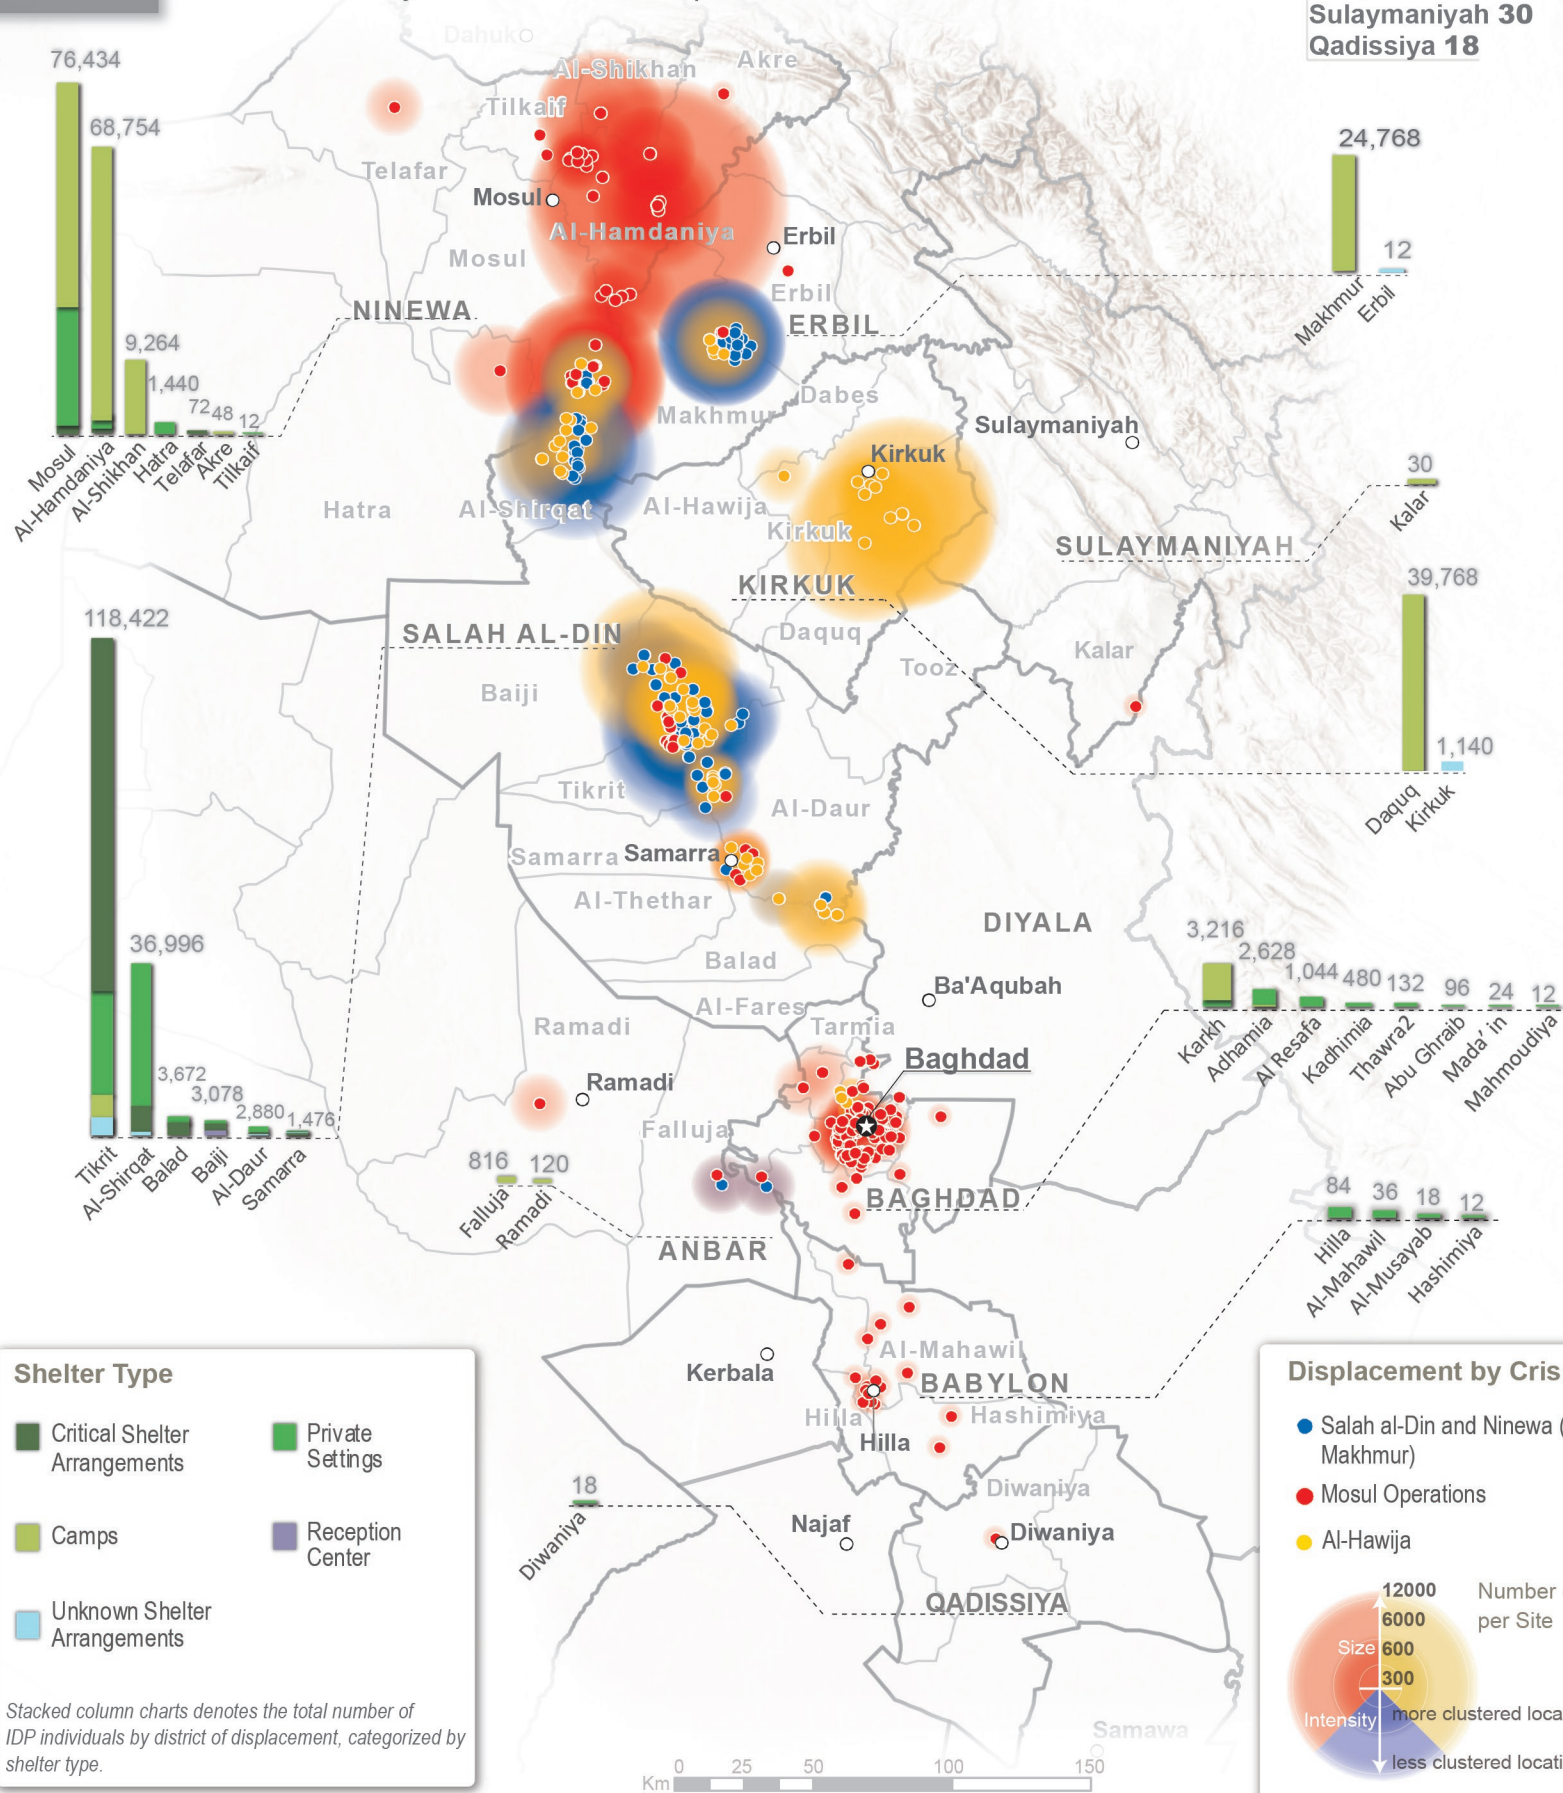 Sulaymaniyah 30
Qadissiya 18
Dahuk
Al-Shikhan
Akre
Tilkaif
Telafar
Mosul
Al-Hamdaniya
Erbil
Mosul
Erbil
NINEWA
ERBIL
Makhmur
Dabes
Sulaymaniyah
Kirkuk
Hatra
Al-Shirqat
Al-Hawija
Kirkuk
SULAYMANIYAH
KIRKUK
SALAH AL-DIN
Daquq
Kalar
Tooz
Baiji
Tikrit
Al-Daur
Samarra
Samarra
Al-Thethar
DIYALA
Balad
Ba'Aqubah
Al-Fares
Ramadi
Tarmia
Baghdad
Ramadi
Falluja
BAGHDAD
ANBAR
Al-Mahawil
Kerbala
BABYLON
Hilla
Hashimiya
Hilla
Diwaniya
Najaf
Diwaniya
QADISSIYA
Samawa
76,434
68,754
9,264
1,440
72
48
12
Mosul
Al-Hamdaniya
Al-Shikhan
Hatra
Telafar
Akre
Tilkaif
24,768
12
Makhmur
Erbil
30
Kalar
39,768
1,140
Daquq
Kirkuk
118,422
36,996
3,672
3,078
2,880
1,476
Tikrit
Al-Shirqat
Balad
Baiji
Al-Daur
Samarra
3,216
2,628
1,044
480
132
96
24
12
Karkh
Adhamia
Al Resafa
Kadhimia
Thawra2
Abu Ghraib
Mada' in
Mahmoudiya
816
120
Falluja
Ramadi
84
36
18
12
Hilla
Al-Mahawil
Al-Musayab
Hashimiya
18
Diwaniya
Shelter Type
Critical Shelter
Arrangements
Private
Settings
Camps
Reception
Center
Unknown Shelter
Arrangements
Stacked column charts denotes the total number of
IDP individuals by district of displacement, categorized by
shelter type.
Displacement by Cris
Salah al-Din and Ninewa (
Makhmur)
Mosul Operations
Al-Hawija
12000
6000
600
300
Number
per Site
Size
Intensity
more clustered loca
less clustered locati
0 25 50 100 150
Km